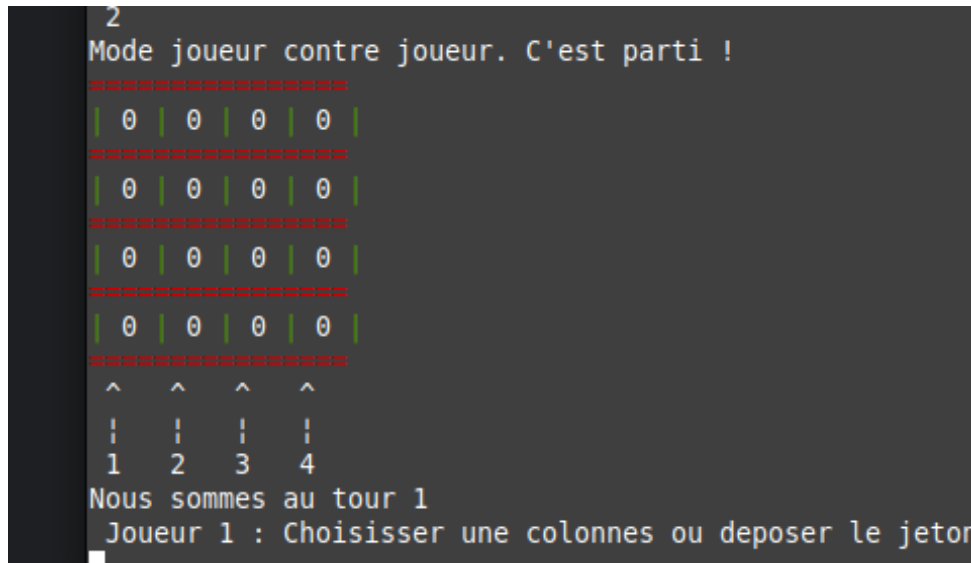 2
Mode joueur contre joueur. C'est parti !
================
| 0 | 0 | 0 | 0 |
================
| 0 | 0 | 0 | 0 |
================
| 0 | 0 | 0 | 0 |
================
| 0 | 0 | 0 | 0 |
================
^ ^ ^ ^
¦ ¦ ¦ ¦
1 2 3 4
Nous sommes au tour 1
Joueur 1 : Choisisser une colonnes ou deposer le jeton